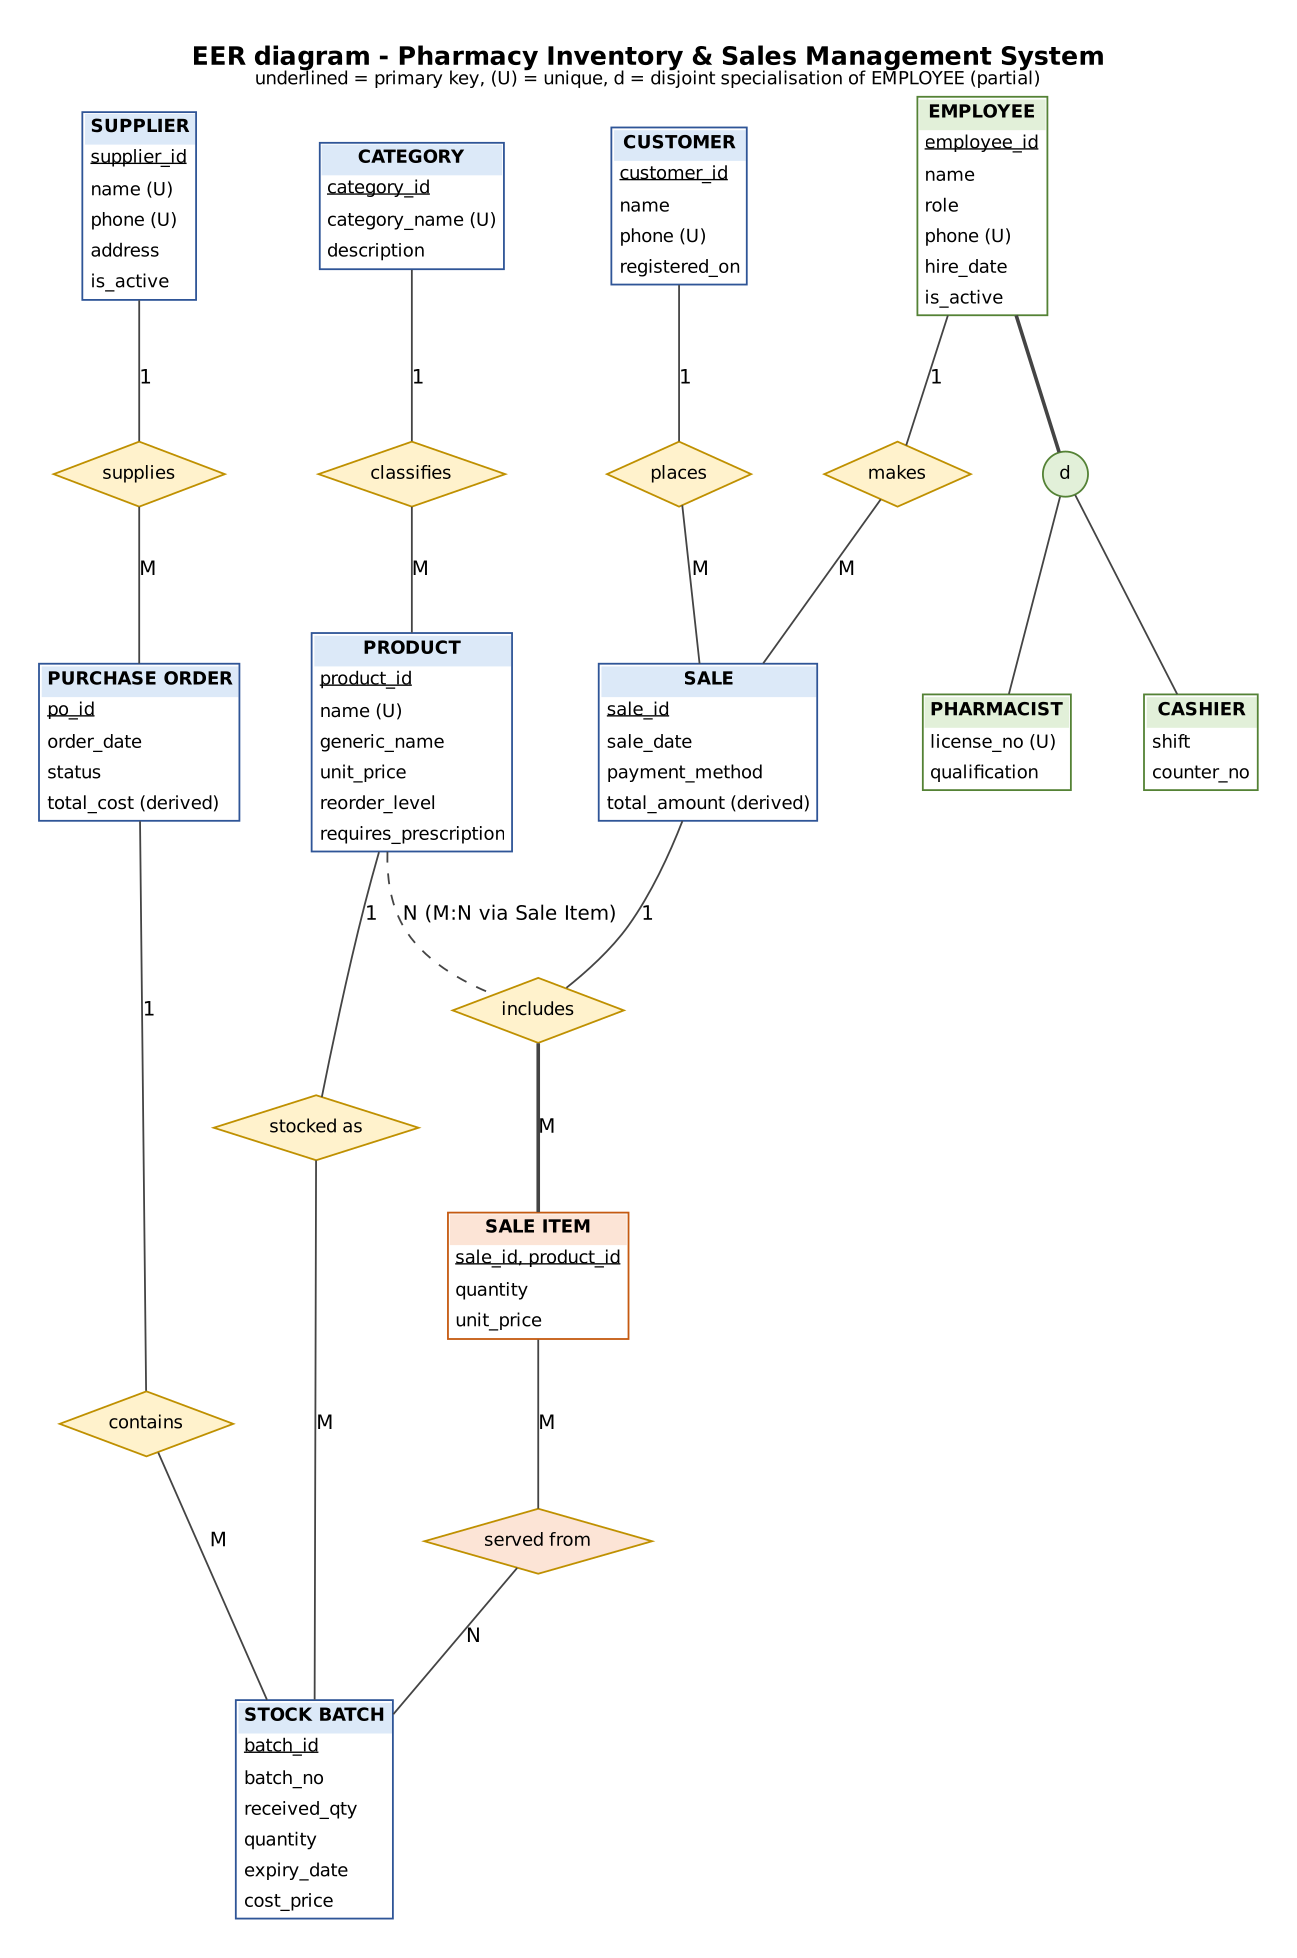 EER diagram - Pharmacy Inventory & Sales Management System
underlined = primary key, (U) = unique, d = disjoint specialisation of EMPLOYEE (partial)
SUPPLIER
supplier_id
name (U)
phone (U)
address
is_active
CATEGORY
category_id
category_name (U)
description
CUSTOMER
customer_id
name
phone (U)
registered_on
EMPLOYEE
employee_id
name
role
phone (U)
hire_date
is_active
1
1
1
1
supplies
classifies
places
makes
d
M
M
M
M
PURCHASE ORDER
po_id
order_date
status
total_cost (derived)
PRODUCT
product_id
name (U)
generic_name
unit_price
reorder_level
requires_prescription
SALE
sale_id
sale_date
payment_method
total_amount (derived)
PHARMACIST
license_no (U)
qualification
CASHIER
shift
counter_no
1
N (M:N via Sale Item)
1
1
includes
stocked as
M
SALE ITEM
sale_id, product_id
quantity
unit_price
contains
M
M
M
served from
N
STOCK BATCH
batch_id
batch_no
received_qty
quantity
expiry_date
cost_price